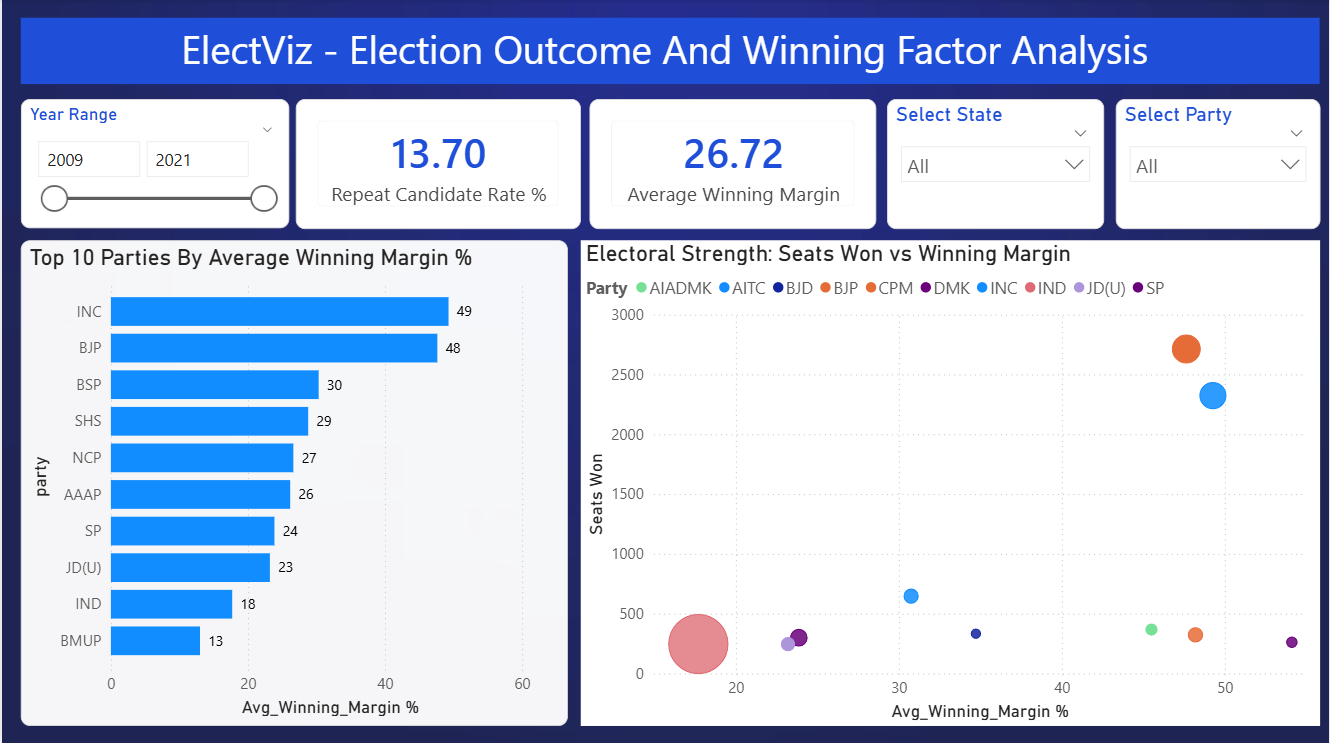 ElectViz - Election Outcome And Winning Factor Analysis
Year Range
2009 2021
13.70
Repeat Candidate Rate %
26.72
Average Winning Margin
Select State
All
Select Party
All
Top 10 Parties By Average Winning Margin %
party
INC 49
BJP 48
BSP 30
SHS 29
NCP 27
AAAP 26
SP 24
JD(U) 23
IND 18
BMUP 13
0 20 40 60
Avg_Winning_Margin %
Electoral Strength: Seats Won vs Winning Margin
Party AIADMK AITC BJD BJP CPM DMK INC IND JD(U) SP
Seats Won
3000
2500
2000
1500
1000
500
0
20 30 40 50
Avg_Winning_Margin %